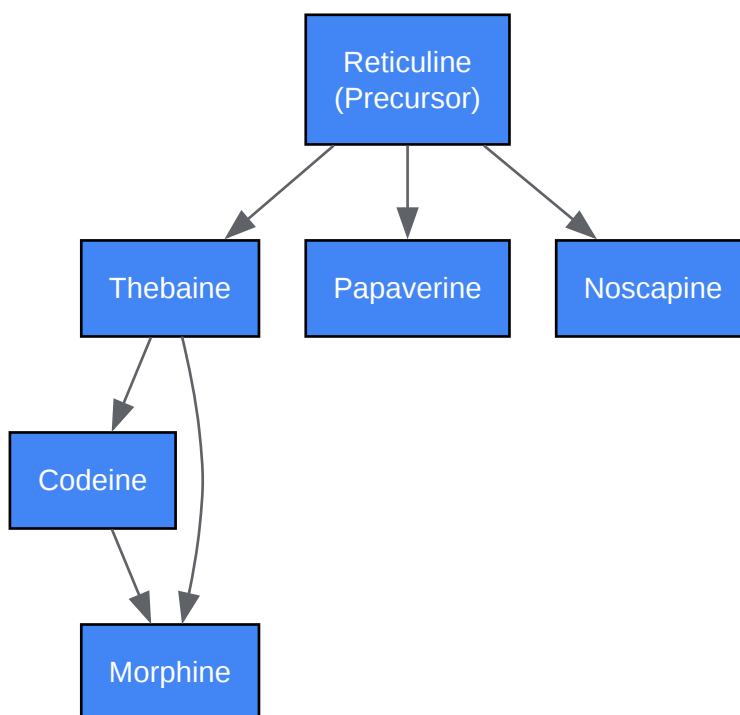 Reticuline
(Precursor)
Thebaine
Papaverine
Noscapine
Codeine
Morphine